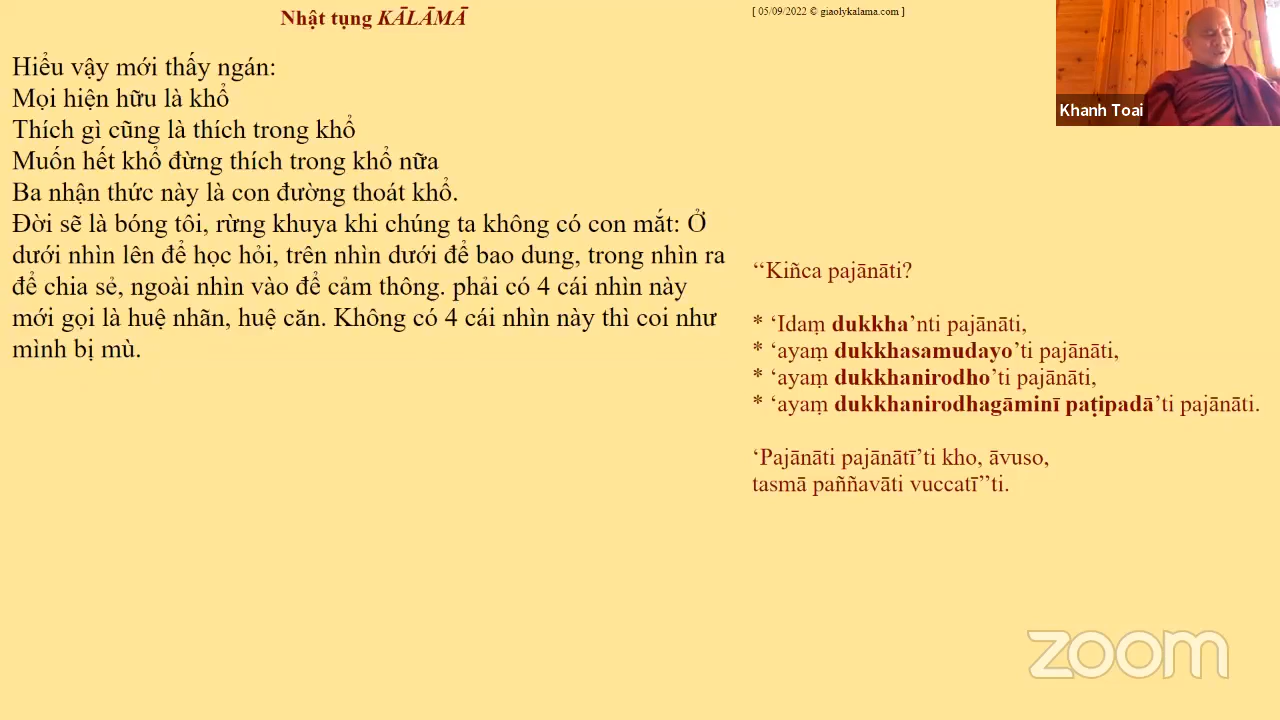 Nhật tụng KĀLĀMĀ
[ 05/09/2022 © giaolykalama.com ]
Khanh Toai
Hiểu vậy mới thấy ngán:
Mọi hiện hữu là khổ
Thích gì cũng là thích trong khổ
Muốn hết khổ đừng thích trong khổ nữa
Ba nhận thức này là con đường thoát khổ.
Đời sẽ là bóng tôi, rừng khuya khi chúng ta không có con mắt: Ở
dưới nhìn lên để học hỏi, trên nhìn dưới để bao dung, trong nhìn ra
để chia sẻ, ngoài nhìn vào để cảm thông. phải có 4 cái nhìn này
mới gọi là huệ nhãn, huệ căn. Không có 4 cái nhìn này thì coi như
mình bị mù.
“Kiñca pajānāti?
* ‘Idaṃ dukkha’nti pajānāti,
* ‘ayaṃ dukkhasamudayo’ti pajānāti,
* ‘ayaṃ dukkhanirodho’ti pajānāti,
* ‘ayaṃ dukkhanirodhagāminī paṭipadā’ti pajānāti.
‘Pajānāti pajānātī’ti kho, āvuso,
tasmā paññavāti vuccatī”ti.
zoom